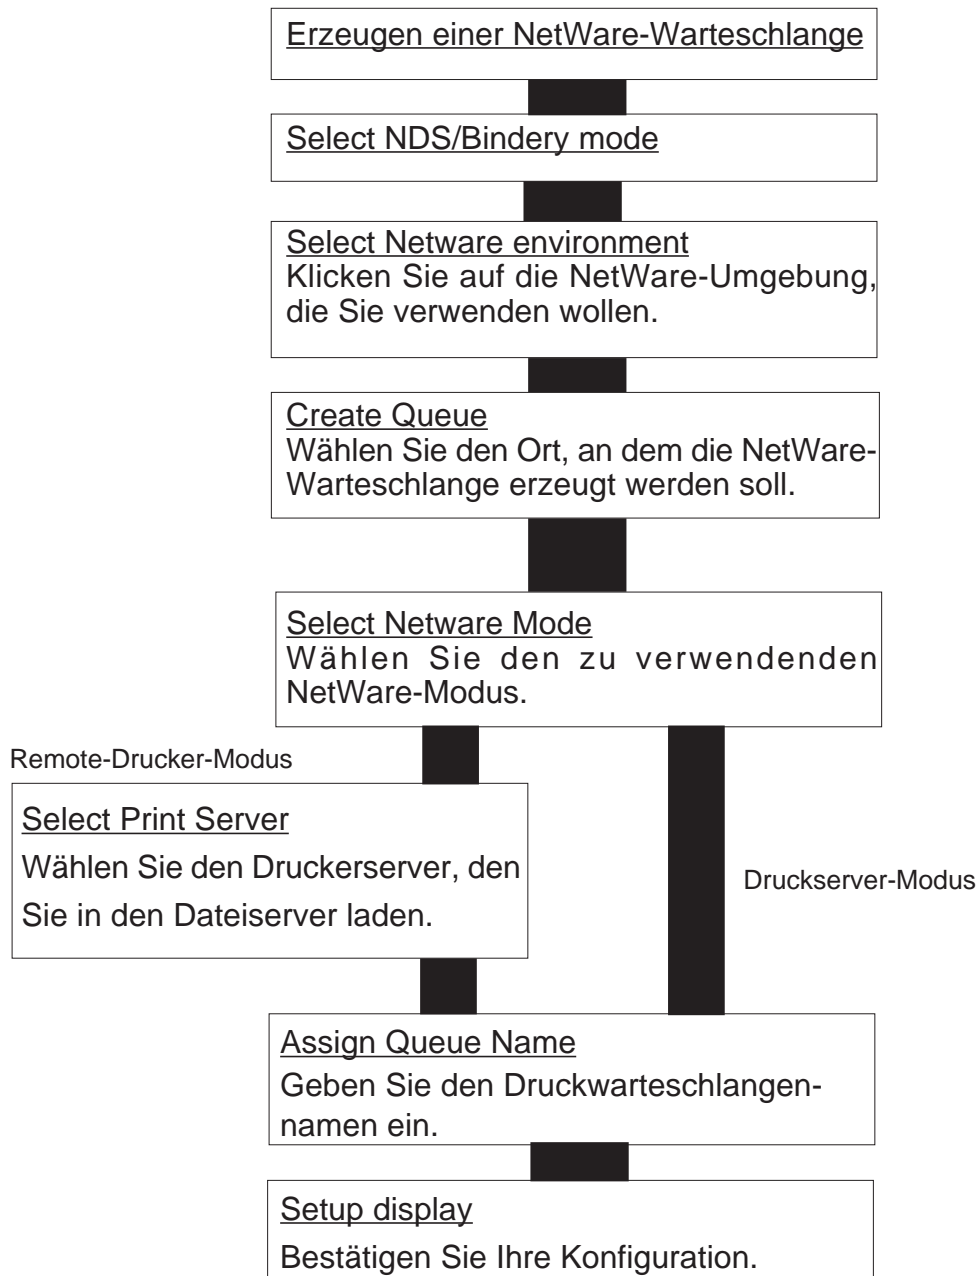 Erzeugen einer NetWare-Warteschlange
Select NDS/Bindery mode
Select Netware environment
Klicken Sie auf die NetWare-Umgebung,
die Sie verwenden wollen.
Create Queue
Wählen Sie den Ort, an dem die NetWare-
Warteschlange erzeugt werden soll.
Select Netware Mode
Wählen Sie den zu verwendenden
NetWare-Modus.
Remote-Drucker-Modus
Select Print Server
Wählen Sie den Druckerserver, den
Sie in den Dateiserver laden.
Druckserver-Modus
Assign Queue Name
Geben Sie den Druckwarteschlangen-
namen ein.
Setup display
Bestätigen Sie Ihre Konfiguration.